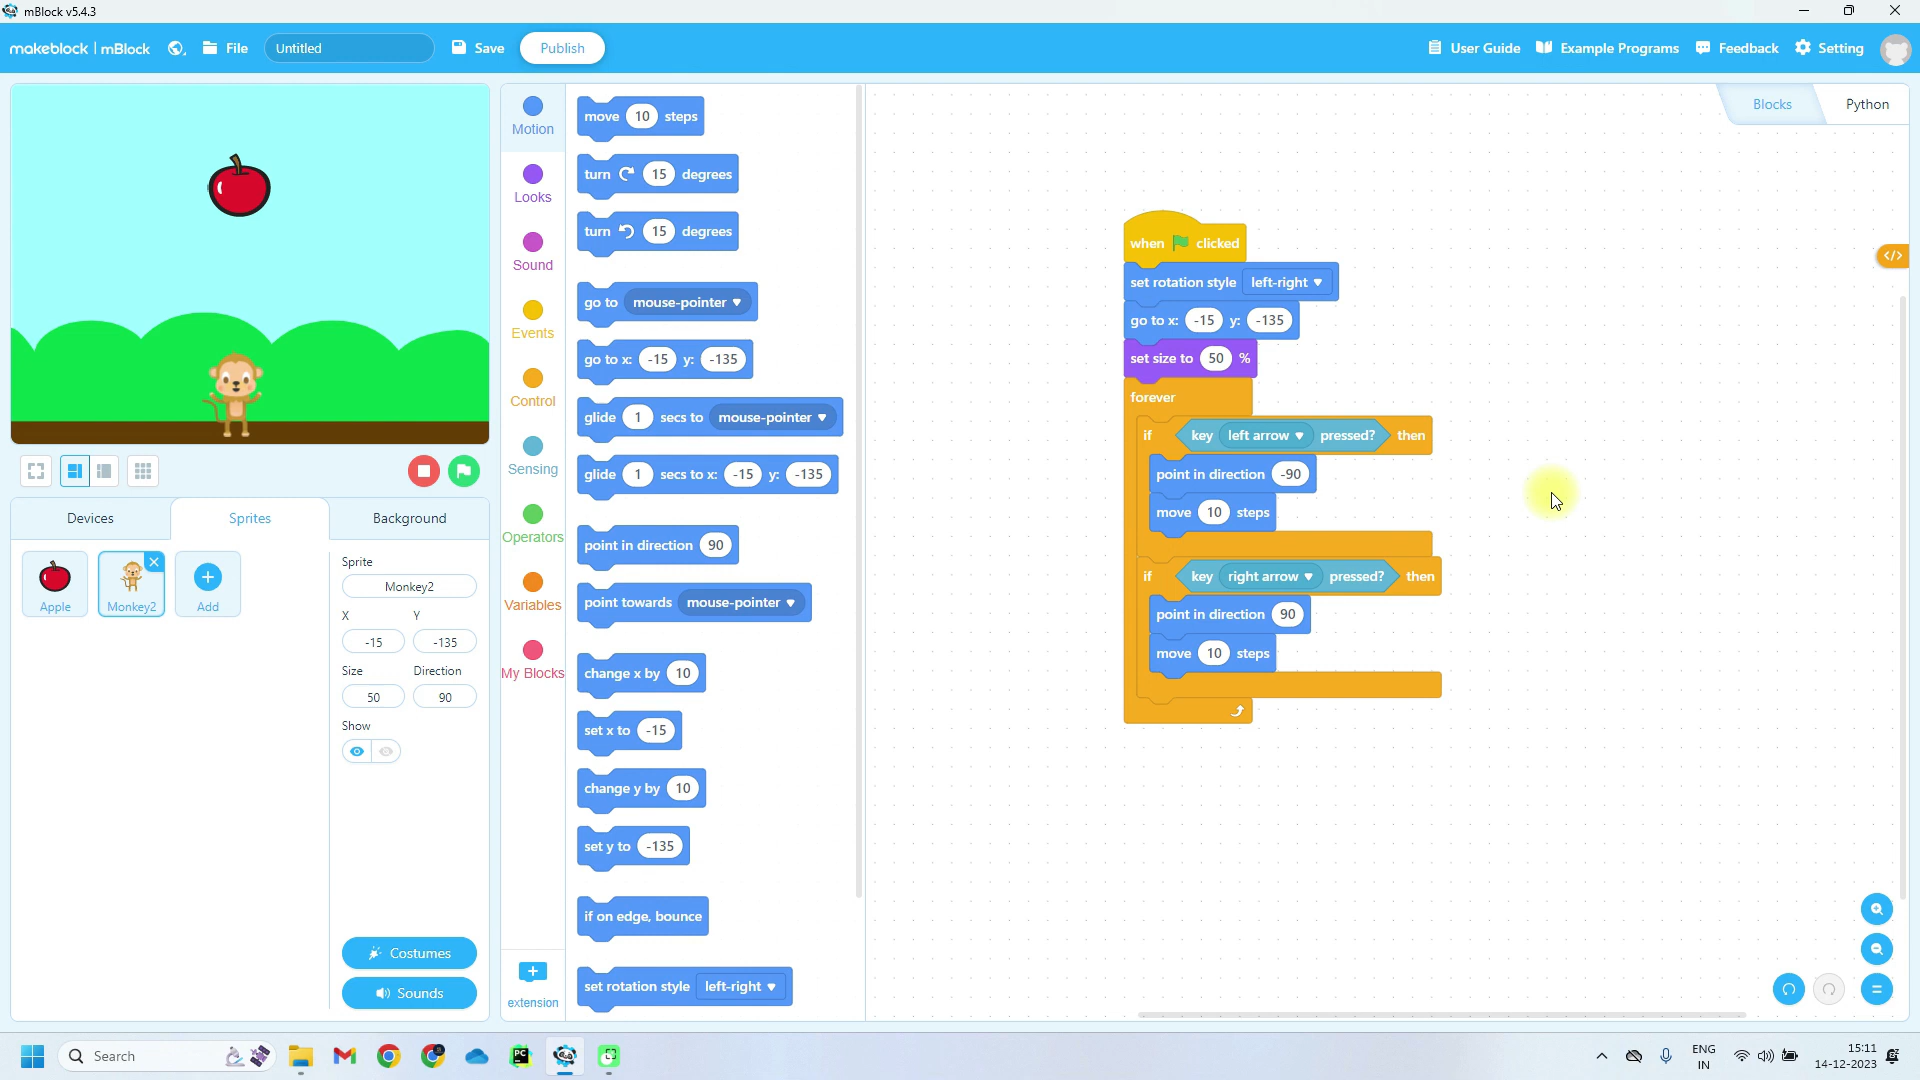 mBlock v5.4.3
makeblock | mBlock File Untitled Save Publish User Guide Example Programs Feedback Setting
Blocks Python
Motion
Looks
Sound
Events
Control
Sensing
Operators
Variables
My Blocks
extension
move 10 steps
turn 15 degrees
turn 15 degrees
go to mouse-pointer
go to x: -15 y: -135
glide 1 secs to mouse-pointer
glide 1 secs to x: -15 y: -135
point in direction 90
point towards mouse-pointer
change x by 10
set x to -15
change y by 10
set y to -135
if on edge, bounce
set rotation style left-right
when clicked
set rotation style left-right
go to x: -15 y: -135
set size to 50 %
forever
if key left arrow pressed? then
point in direction -90
move 10 steps
if key right arrow pressed? then
point in direction 90
move 10 steps
Devices Sprites Background
Apple Monkey2 Add
Sprite
Monkey2
X Y
-15 -135
Size Direction
50 90
Show
Costumes
Sounds
Search
ENG
IN
15:11
14-12-2023